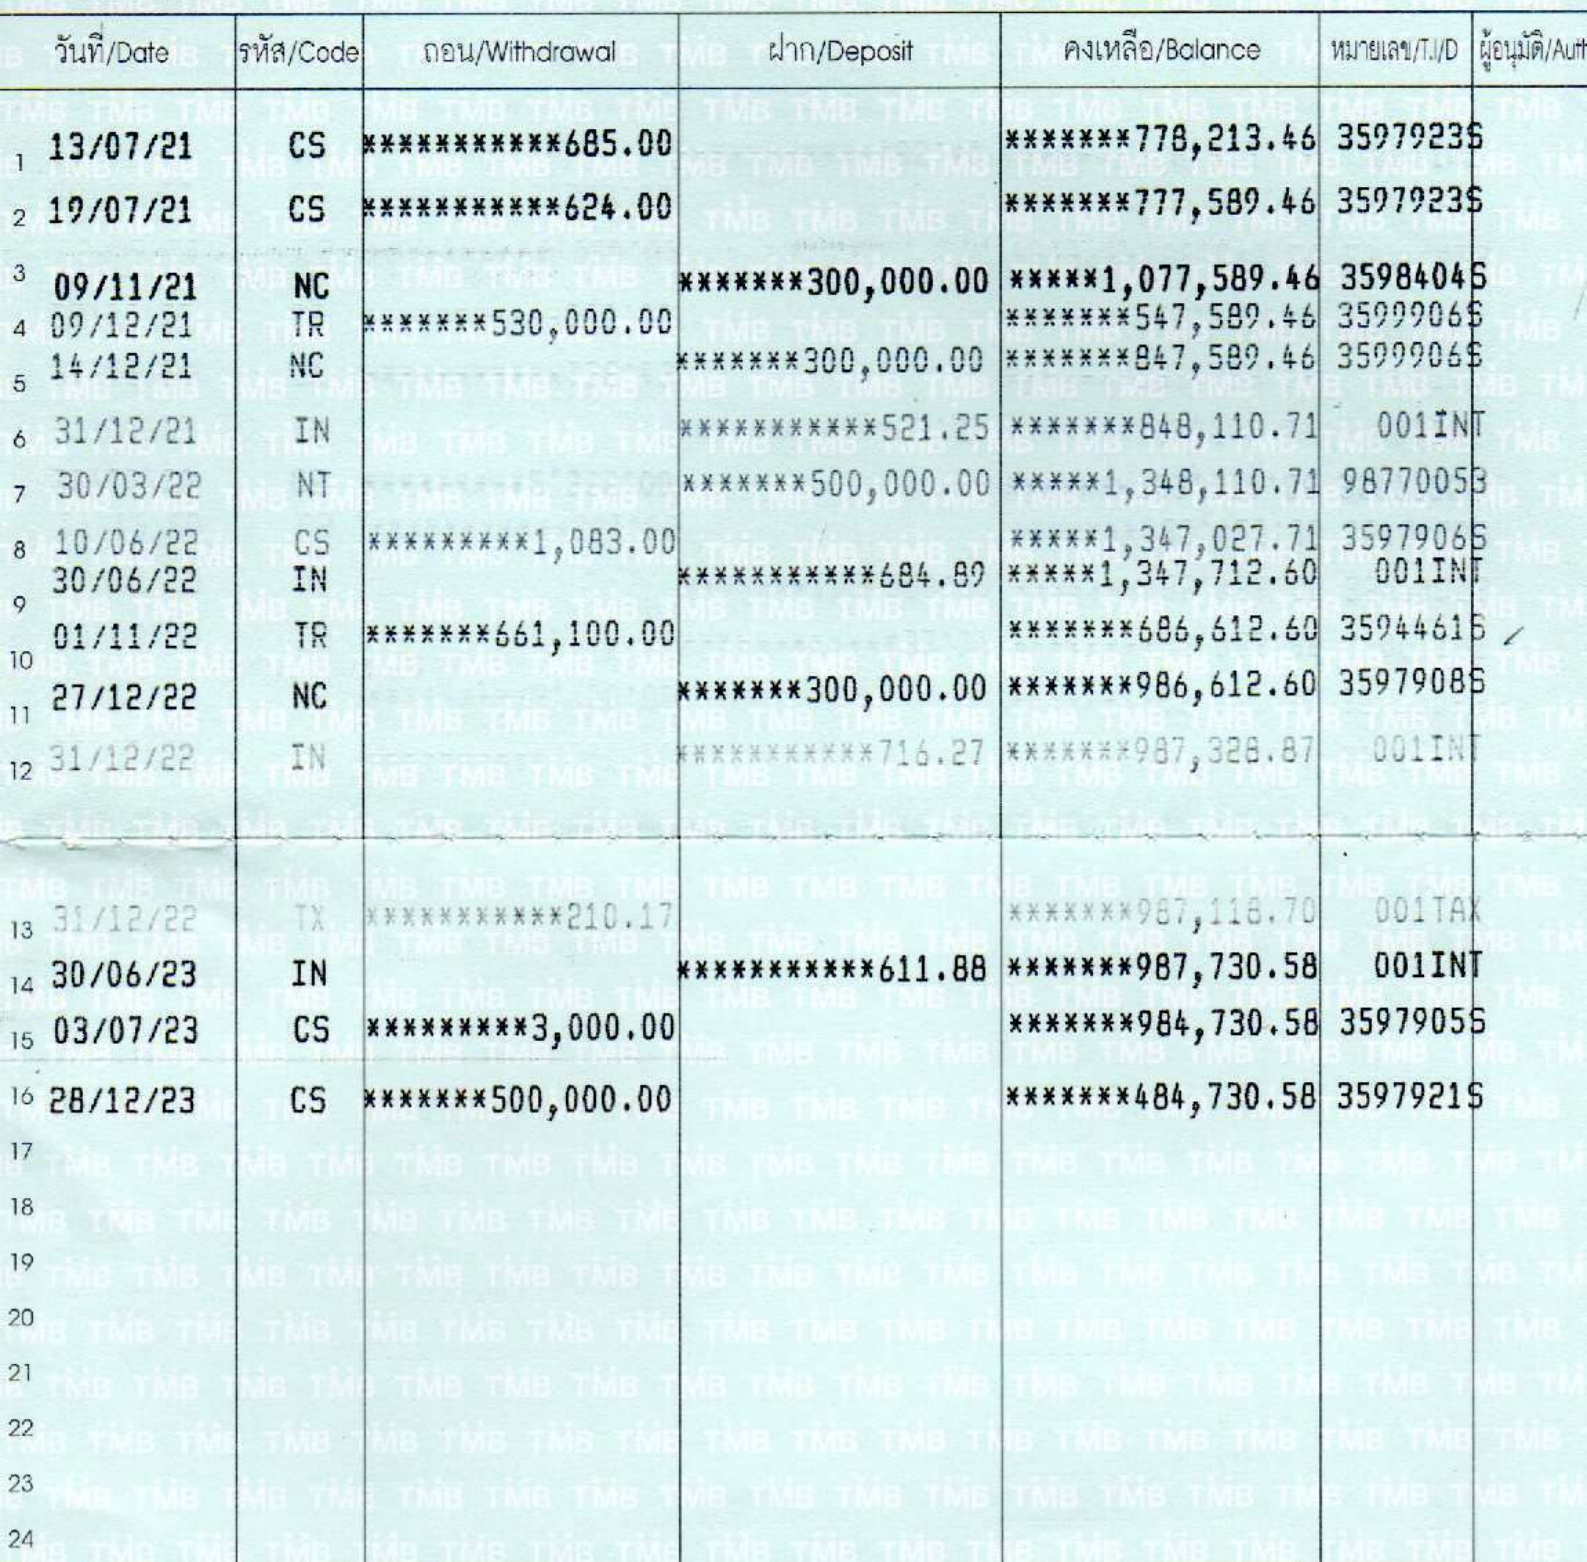 วันที่/Date รหัส/Code ถอน/Withdrawal ฝาก/Deposit คงเหลือ/Balance หมายเลข/T.I/D ผู้อนุมัติ/Auth
1 13/07/21 CS ***********685.00 *******778,213.46 3597923S
2 19/07/21 CS ***********624.00 *******777,589.46 3597923S
3 09/11/21 NC *******300,000.00 *****1,077,589.46 3598404S
4 09/12/21 TR *******530,000.00 *******547,589.46 3599906S
5 14/12/21 NC *******300,000.00 *******847,589.46 3599906S
6 31/12/21 IN ***********521.25 *******848,110.71 001INT
7 30/03/22 NT *******500,000.00 *****1,348,110.71 9877005B
8 10/06/22 CS *********1,083.00 *****1,347,027.71 3597906S
9 30/06/22 IN ***********684.89 *****1,347,712.60 001INT
10 01/11/22 TR *******661,100.00 *******686,612.60 3594461S
11 27/12/22 NC *******300,000.00 *******986,612.60 3597908S
12 31/12/22 IN ***********716.27 *******987,328.87 001INT
13 31/12/22 TX ***********210.17 *******987,118.70 001TAX
14 30/06/23 IN ***********611.88 *******987,730.58 001INT
15 03/07/23 CS *********3,000.00 *******984,730.58 3597905S
16 28/12/23 CS *******500,000.00 *******484,730.58 3597921S
17
18
19
20
21
22
23
24